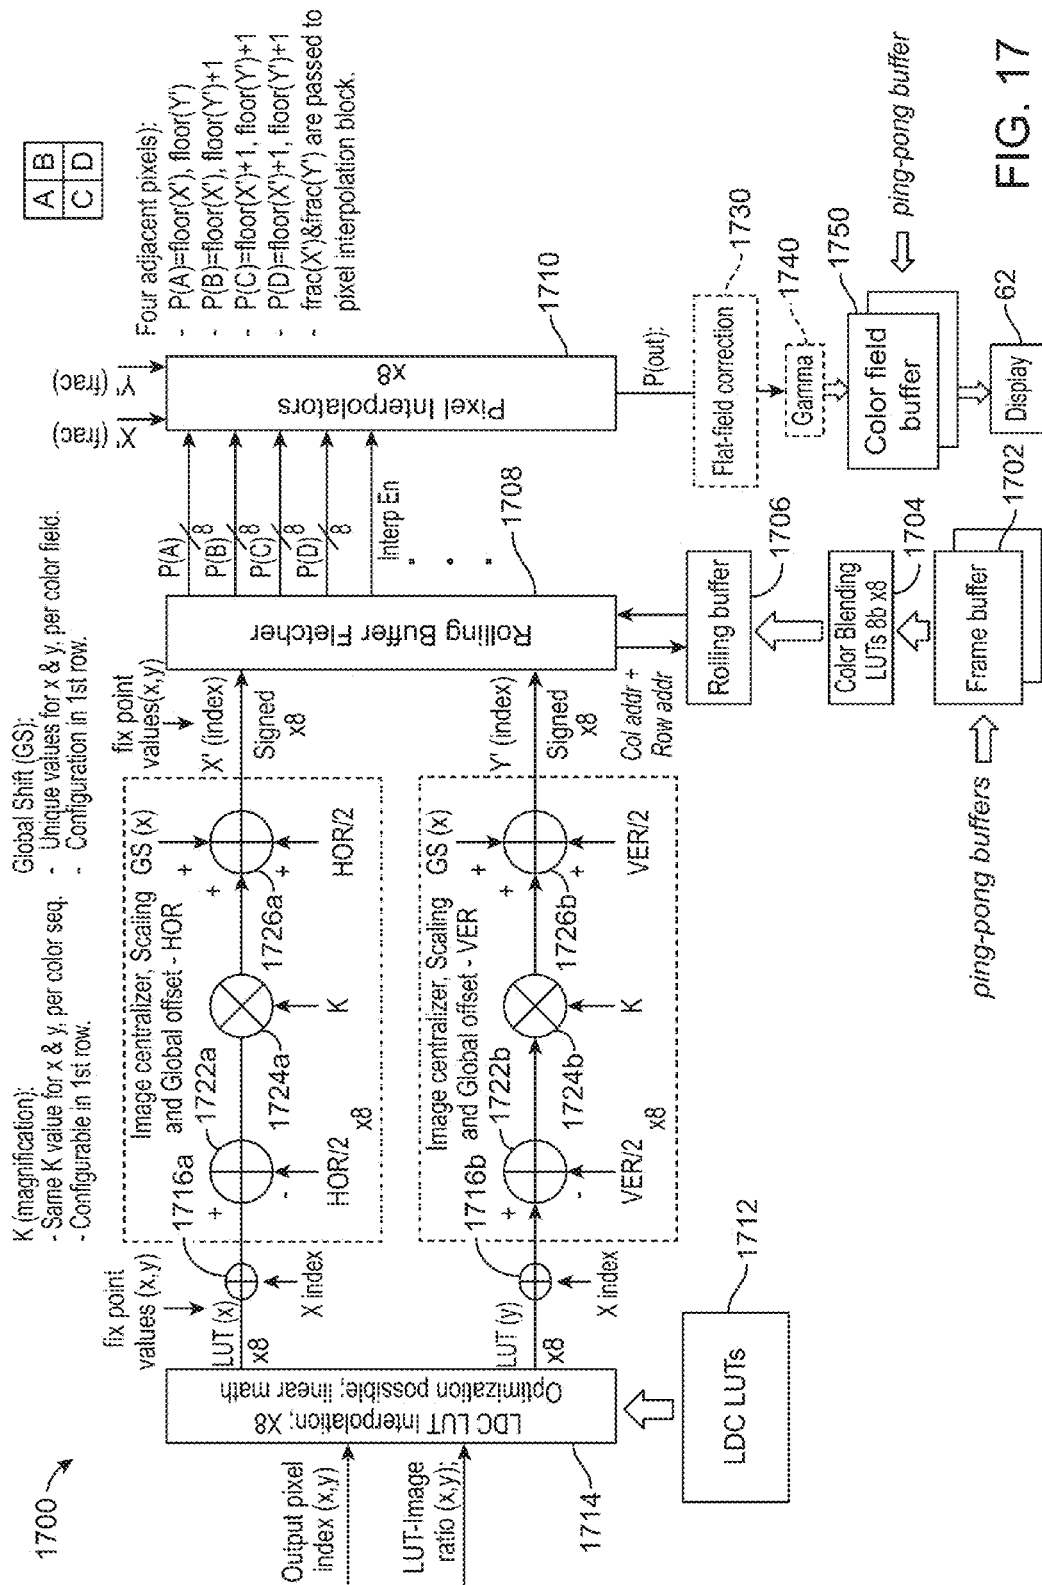 1700
K (magnification):
- Same K value for x & y, per color seq.
- Configurable in 1st row.
Global Shift (GS):
- Unique values for x & y, per color field.
- Configuration in 1st row.
A B
C D
Four adjacent pixels):
- P(A)=floor(X'), floor(Y')
- P(B)=floor(X'), floor(Y')+1
- P(C)=floor(X')+1, floor(Y')+1
- P(D)=floor(X')+1, floor(Y')+1
- frac(X')&frac(Y') are passed to
pixel interpolation block.
Output pixel
index (x,y)
LUT-Image
ratio (x,y);
1714
LDC LUT Interpolation; X8
Optimization possible; linear math
LDC LUTs
1712
fix point
values (x,y)
LUT (x)
x8
X index
1716a
LUT (y)
x8
X index
1716b
Image centralizer, Scaling
and Global offset - HOR
GS (x)
1722a
+
-
HOR/2
1724a
K
1726a
+
+
+
HOR/2
x8
Image centralizer, Scaling
and Global offset - VER
GS (x)
1722b
+
-
VER/2
1724b
K
1726b
+
+
+
VER/2
x8
fix point
values(x,y)
X' (index)
Signed
x8
Y' (index)
Signed
x8
Rolling Buffer Fletcher
1708
Col addr +
Row addr
Rolling buffer
1706
Color Blending
LUTs 8b x8
1704
Frame buffer
1702
ping-pong buffers
P(A)
8
P(B)
8
P(C)
8
P(D)
8
Interp En
X' (frac)
Y' (frac)
Pixel Interpolators
x8
1710
P(out):
Flat-field correction
1730
Gamma
1740
Color field
buffer
1750
ping-pong buffer
Display
62
FIG. 17